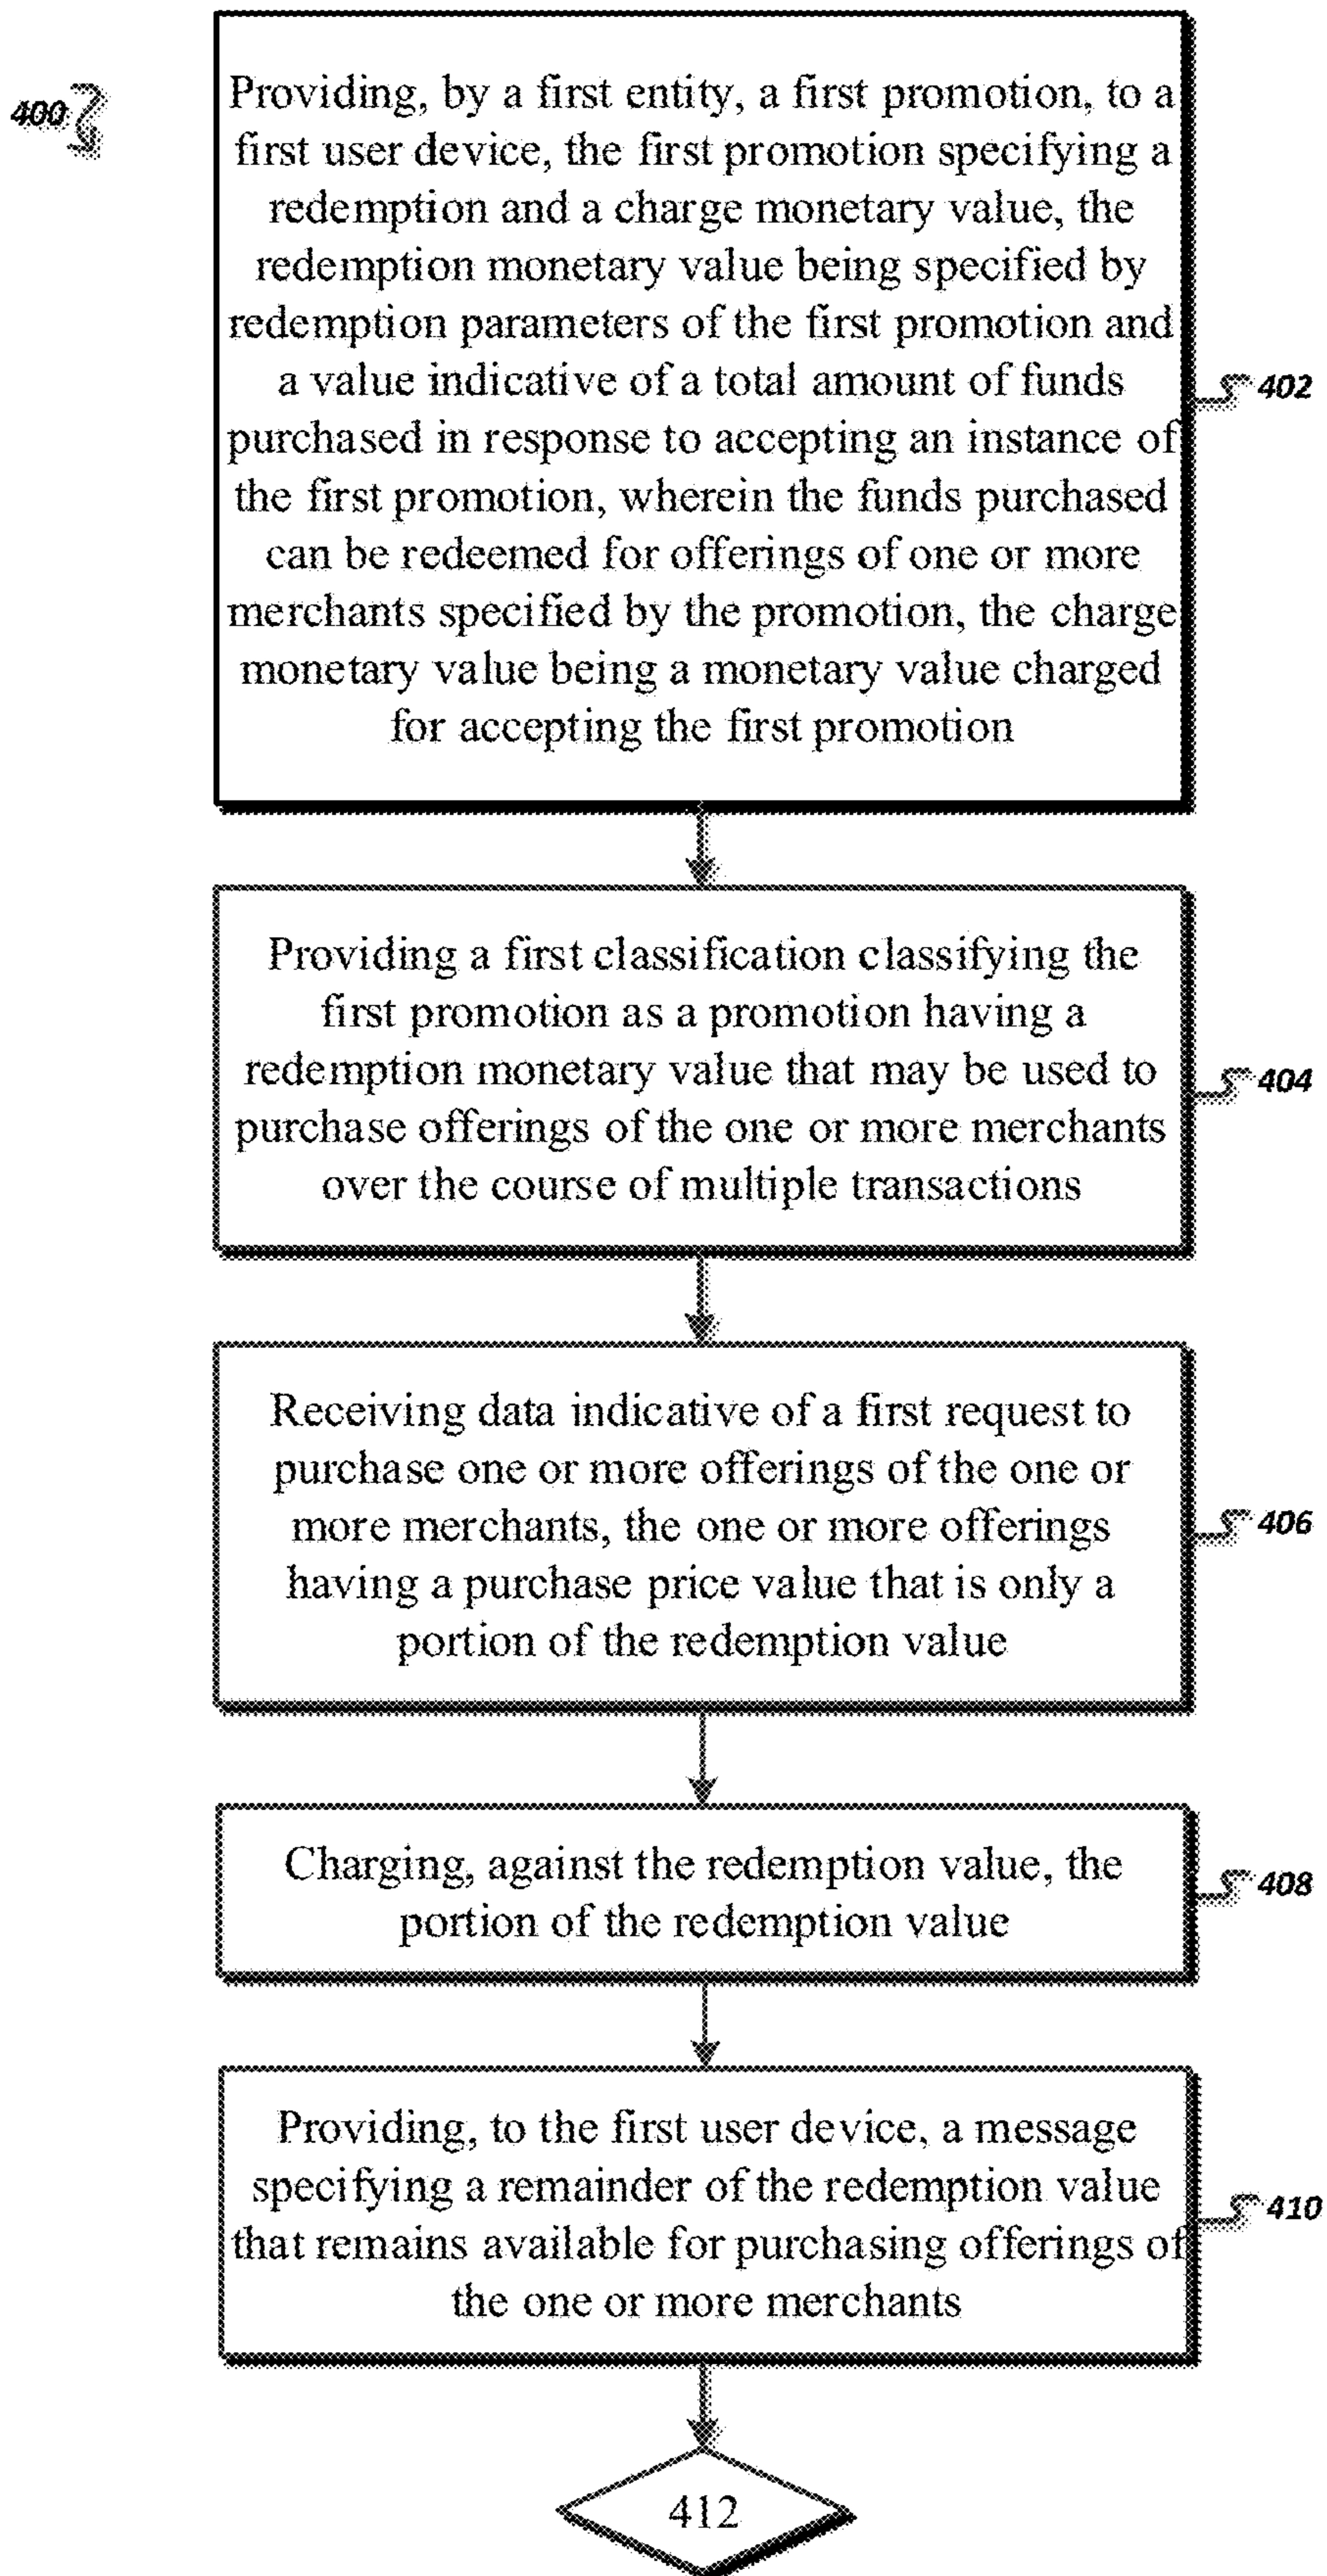 400
Providing, by a first entity, a first promotion, to a
first user device, the first promotion specifying a
redemption and a charge monetary value, the
redemption monetary value being specified by
redemption parameters of the first promotion and
a value indicative of a total amount of funds
purchased in response to accepting an instance of
the first promotion, wherein the funds purchased
can be redeemed for offerings of one or more
merchants specified by the promotion, the charge
monetary value being a monetary value charged
for accepting the first promotion
402
Providing a first classification classifying the
first promotion as a promotion having a
redemption monetary value that may be used to
purchase offerings of the one or more merchants
over the course of multiple transactions
404
Receiving data indicative of a first request to
purchase one or more offerings of the one or
more merchants, the one or more offerings
having a purchase price value that is only a
portion of the redemption value
406
Charging, against the redemption value, the
portion of the redemption value
408
Providing, to the first user device, a message
specifying a remainder of the redemption value
that remains available for purchasing offerings of
the one or more merchants
410
412